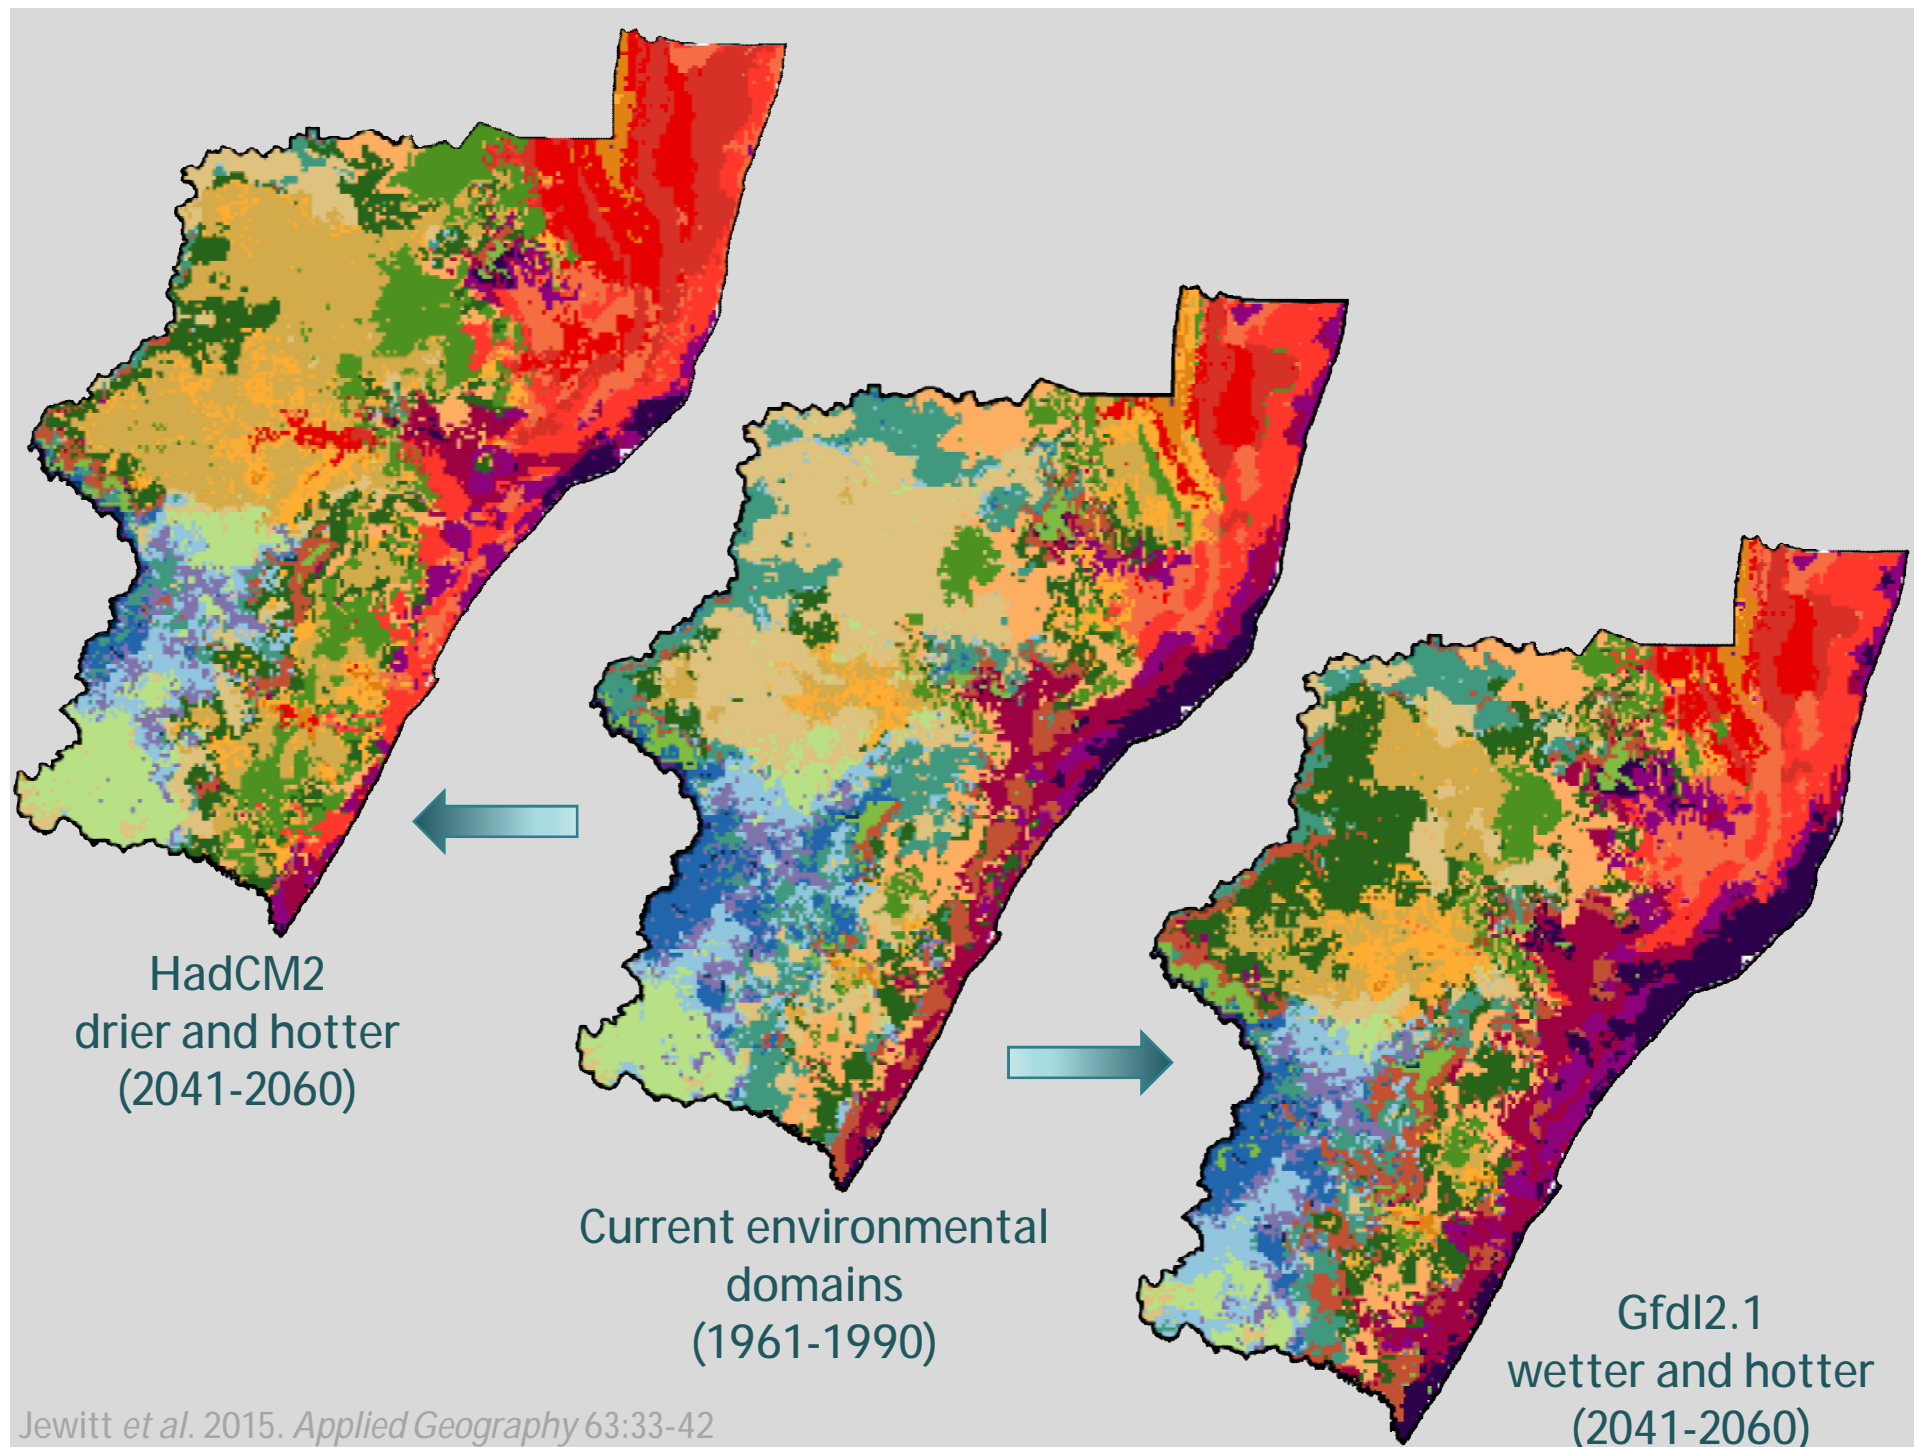 HadCM2
drier and hotter
(2041-2060)
Current environmental
domains
(1961-1990)
Gfdl2.1
wetter and hotter
(2041-2060)
Jewitt et al. 2015. Applied Geography 63:33-42